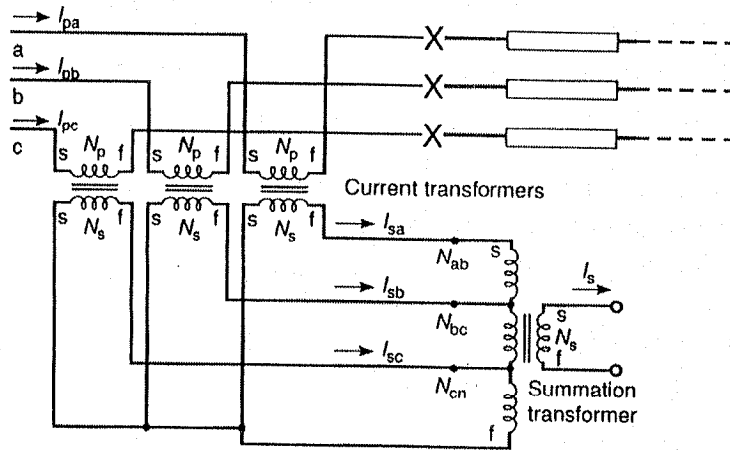 I_pa
a
I_pb
b
I_pc
c
s N_p f s N_p f s N_p f
Current transformers
s N_s f s N_s f s N_s f
I_sa
N_ab s
I_sb
N_bc
I_s
s
N_s
f
I_sc
N_cn
Summation
transformer
f